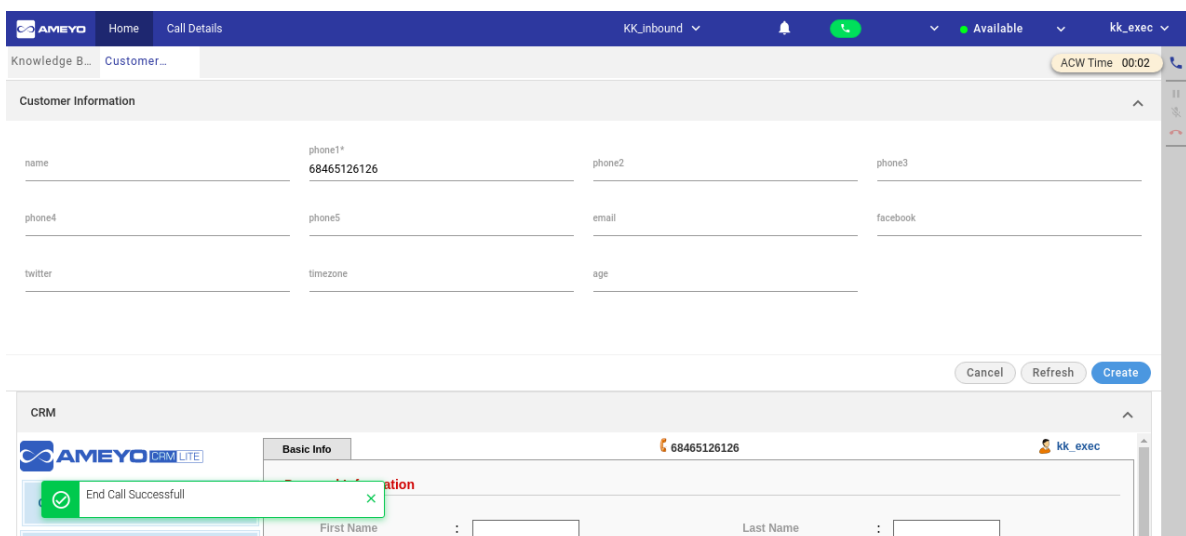 AMEYO Home Call Details KK_inbound Available kk_exec
Knowledge B... Customer... ACW Time 00:02
Customer Information
name phone1* phone2 phone3
68465126126
phone4 phone5 email facebook
twitter timezone age
Cancel Refresh Create
CRM
AMEYO CRM LITE Basic Info 68465126126 kk_exec
End Call Successfull
First Name : Last Name :